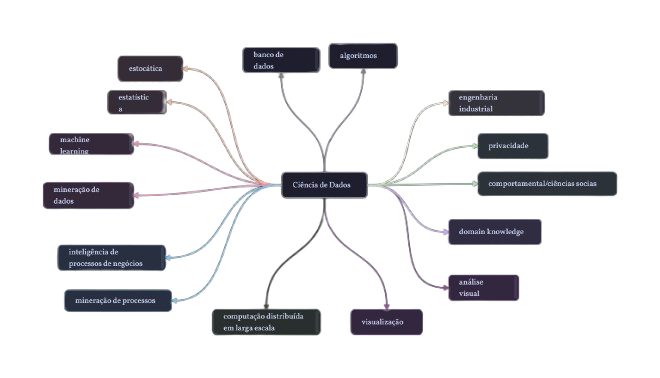 banco de
dados
algoritmos
estocática
estatístic
a
engenharia
industrial
machine
learning
privacidade
Ciência de Dados
comportamental/ciências socias
mineração de
dados
domain knowledge
inteligência de
processos de negócios
análise
visual
mineração de processos
computação distribuída
em larga escala
visualização